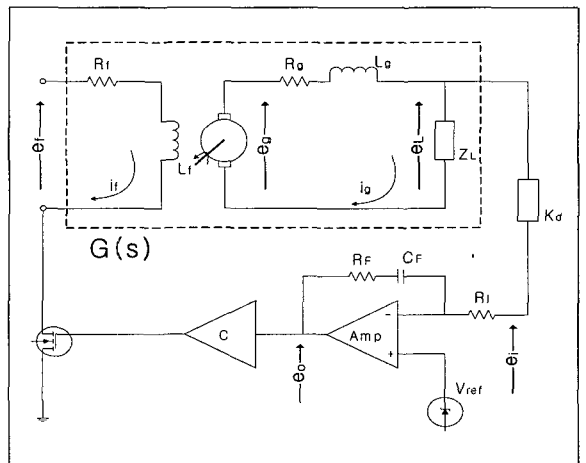 Rf
Rg
Lg
ef
if
Lf
eg
ig
eL
ZL
Kd
G(s)
RF
CF
RI
C
Amp
-
+
eo
ei
Vref